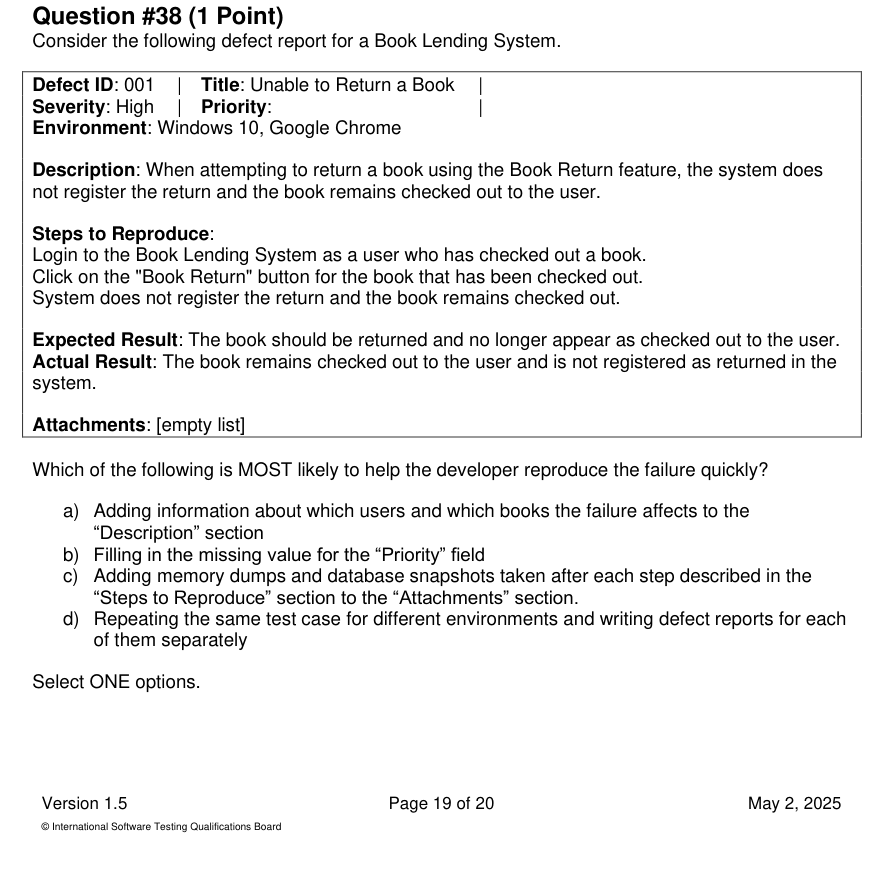 Question #38 (1 Point)
Consider the following defect report for a Book Lending System.
Defect ID: 001 | Title: Unable to Return a Book |
Severity: High | Priority: |
Environment: Windows 10, Google Chrome
Description: When attempting to return a book using the Book Return feature, the system does
not register the return and the book remains checked out to the user.
Steps to Reproduce:
Login to the Book Lending System as a user who has checked out a book.
Click on the "Book Return" button for the book that has been checked out.
System does not register the return and the book remains checked out.
Expected Result: The book should be returned and no longer appear as checked out to the user.
Actual Result: The book remains checked out to the user and is not registered as returned in the
system.
Attachments: [empty list]
Which of the following is MOST likely to help the developer reproduce the failure quickly?
a) Adding information about which users and which books the failure affects to the
“Description” section
b) Filling in the missing value for the “Priority” field
c) Adding memory dumps and database snapshots taken after each step described in the
“Steps to Reproduce” section to the “Attachments” section.
d) Repeating the same test case for different environments and writing defect reports for each
of them separately
Select ONE options.
Version 1.5 Page 19 of 20 May 2, 2025
© International Software Testing Qualifications Board